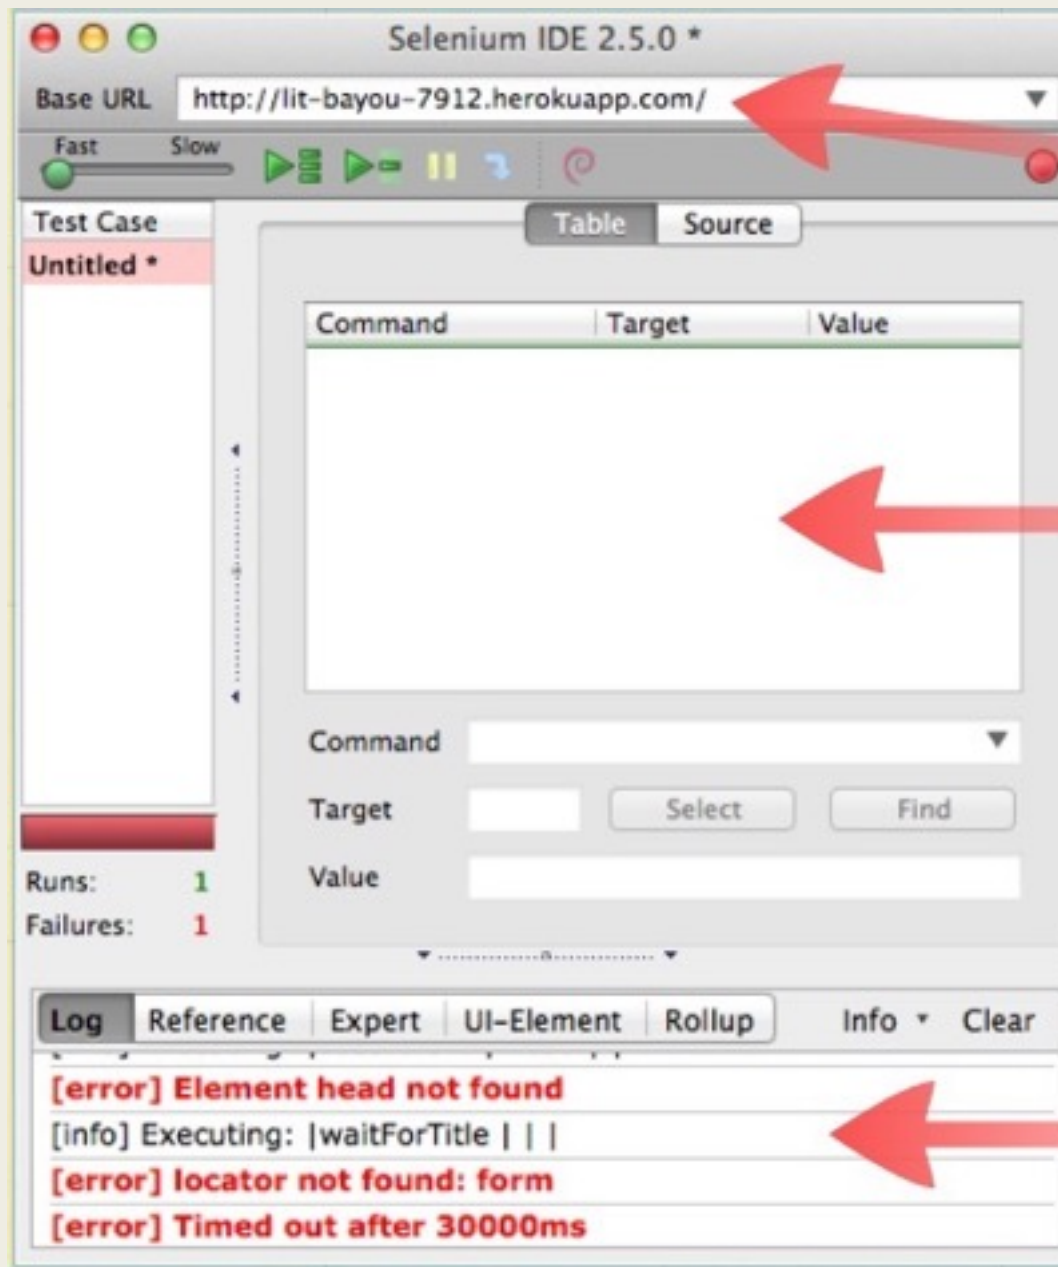 Selenium IDE 2.5.0 *
Base URL http://lit-bayou-7912.herokuapp.com/
Fast Slow
Test Case
Untitled *
Table Source
Command Target Value
Command
Target Select Find
Value
Runs: 1
Failures: 1
Log Reference Expert UI-Element Rollup Info Clear
[error] Element head not found
[info] Executing: |waitForTitle | | |
[error] locator not found: form
[error] Timed out after 30000ms